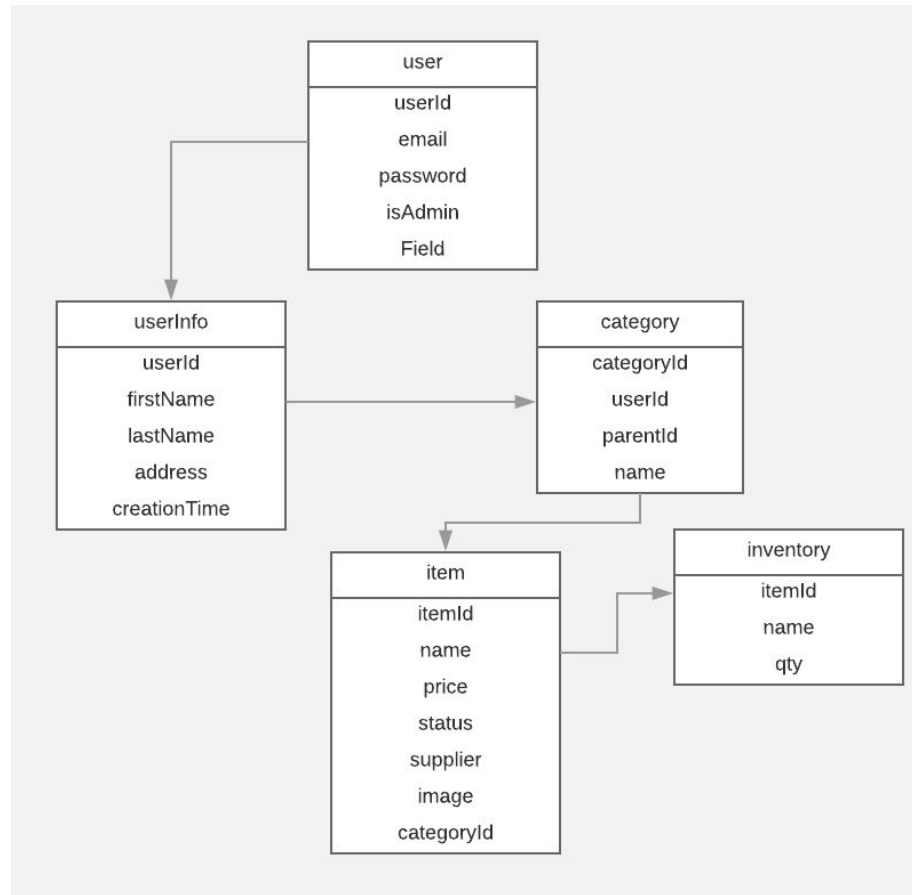 user
userId
email
password
isAdmin
Field
userInfo
userId
firstName
lastName
address
creationTime
category
categoryId
userId
parentId
name
item
itemId
name
price
status
supplier
image
categoryId
inventory
itemId
name
qty